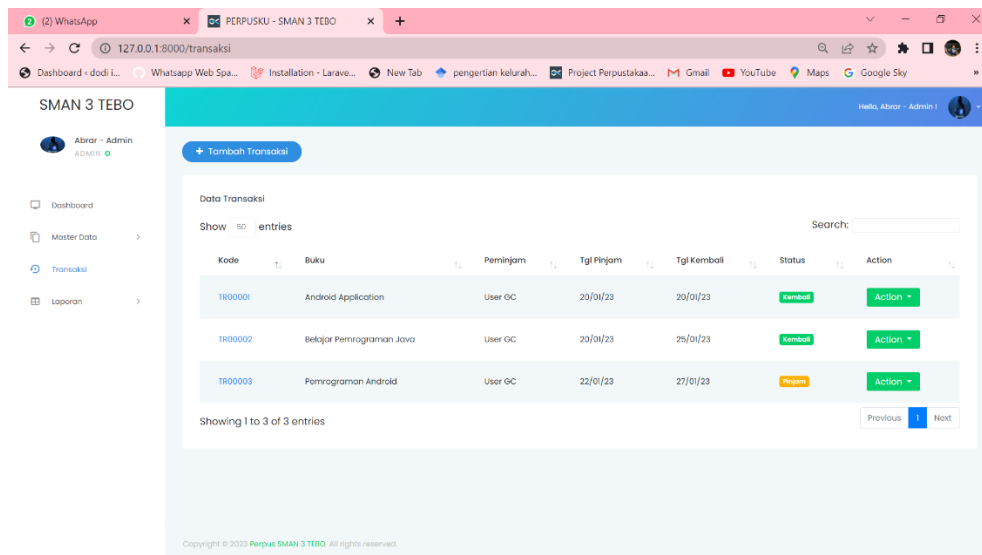 (2) WhatsApp
PERPUSKU - SMAN 3 TEBO
127.0.0.1:8000/transaksi
Dashboard ‹ dodi i... Whatsapp Web Spa... Installation - Larave... New Tab pengertian kelurah... Project Perpustakaa... Gmail YouTube Maps Google Sky »
SMAN 3 TEBO
Hello, Abrar - Admin !
Abrar - Admin
ADMIN
+ Tambah Transaksi
Dashboard
Master Data
Transaksi
Laporan
Data Transaksi
Show 50 entries
Search:
Kode Buku Peminjam Tgl Pinjam Tgl Kembali Status Action
TR00001 Android Application User GC 20/01/23 20/01/23 Kembali Action
TR00002 Belajar Pemrograman Java User GC 20/01/23 25/01/23 Kembali Action
TR00003 Pemrograman Android User GC 22/01/23 27/01/23 Pinjam Action
Showing 1 to 3 of 3 entries
Previous 1 Next
Copyright © 2023 Perpus SMAN 3 TEBO. All rights reserved.